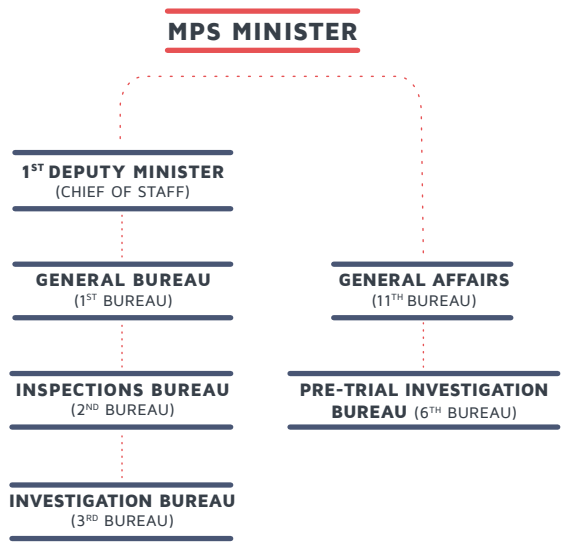 MPS MINISTER
1ST DEPUTY MINISTER
(CHIEF OF STAFF)
GENERAL BUREAU
(1ST BUREAU)
INSPECTIONS BUREAU
(2ND BUREAU)
INVESTIGATION BUREAU
(3RD BUREAU)
GENERAL AFFAIRS
(11TH BUREAU)
PRE-TRIAL INVESTIGATION
BUREAU (6TH BUREAU)